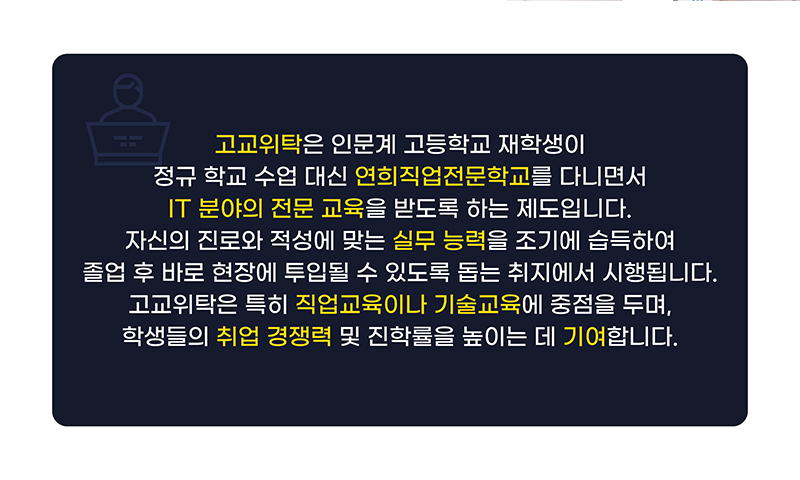 고교위탁은 인문계 고등학교 재학생이
정규 학교 수업 대신 연희직업전문학교를 다니면서
IT 분야의 전문 교육을 받도록 하는 제도입니다.
자신의 진로와 적성에 맞는 실무 능력을 조기에 습득하여
졸업 후 바로 현장에 투입될 수 있도록 돕는 취지에서 시행됩니다.
고교위탁은 특히 직업교육이나 기술교육에 중점을 두며,
학생들의 취업 경쟁력 및 진학률을 높이는 데 기여합니다.